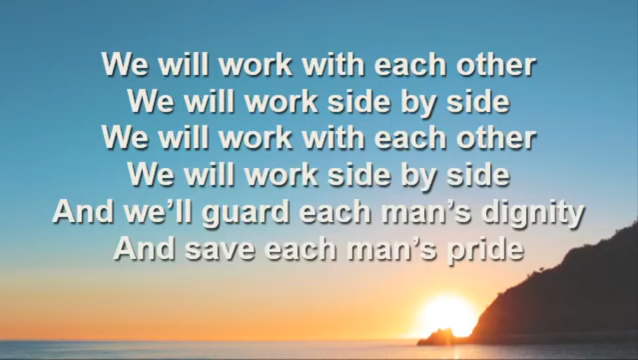 We will work with each other
We will work side by side
We will work with each other
We will work side by side
And we’ll guard each man’s dignity
And save each man’s pride